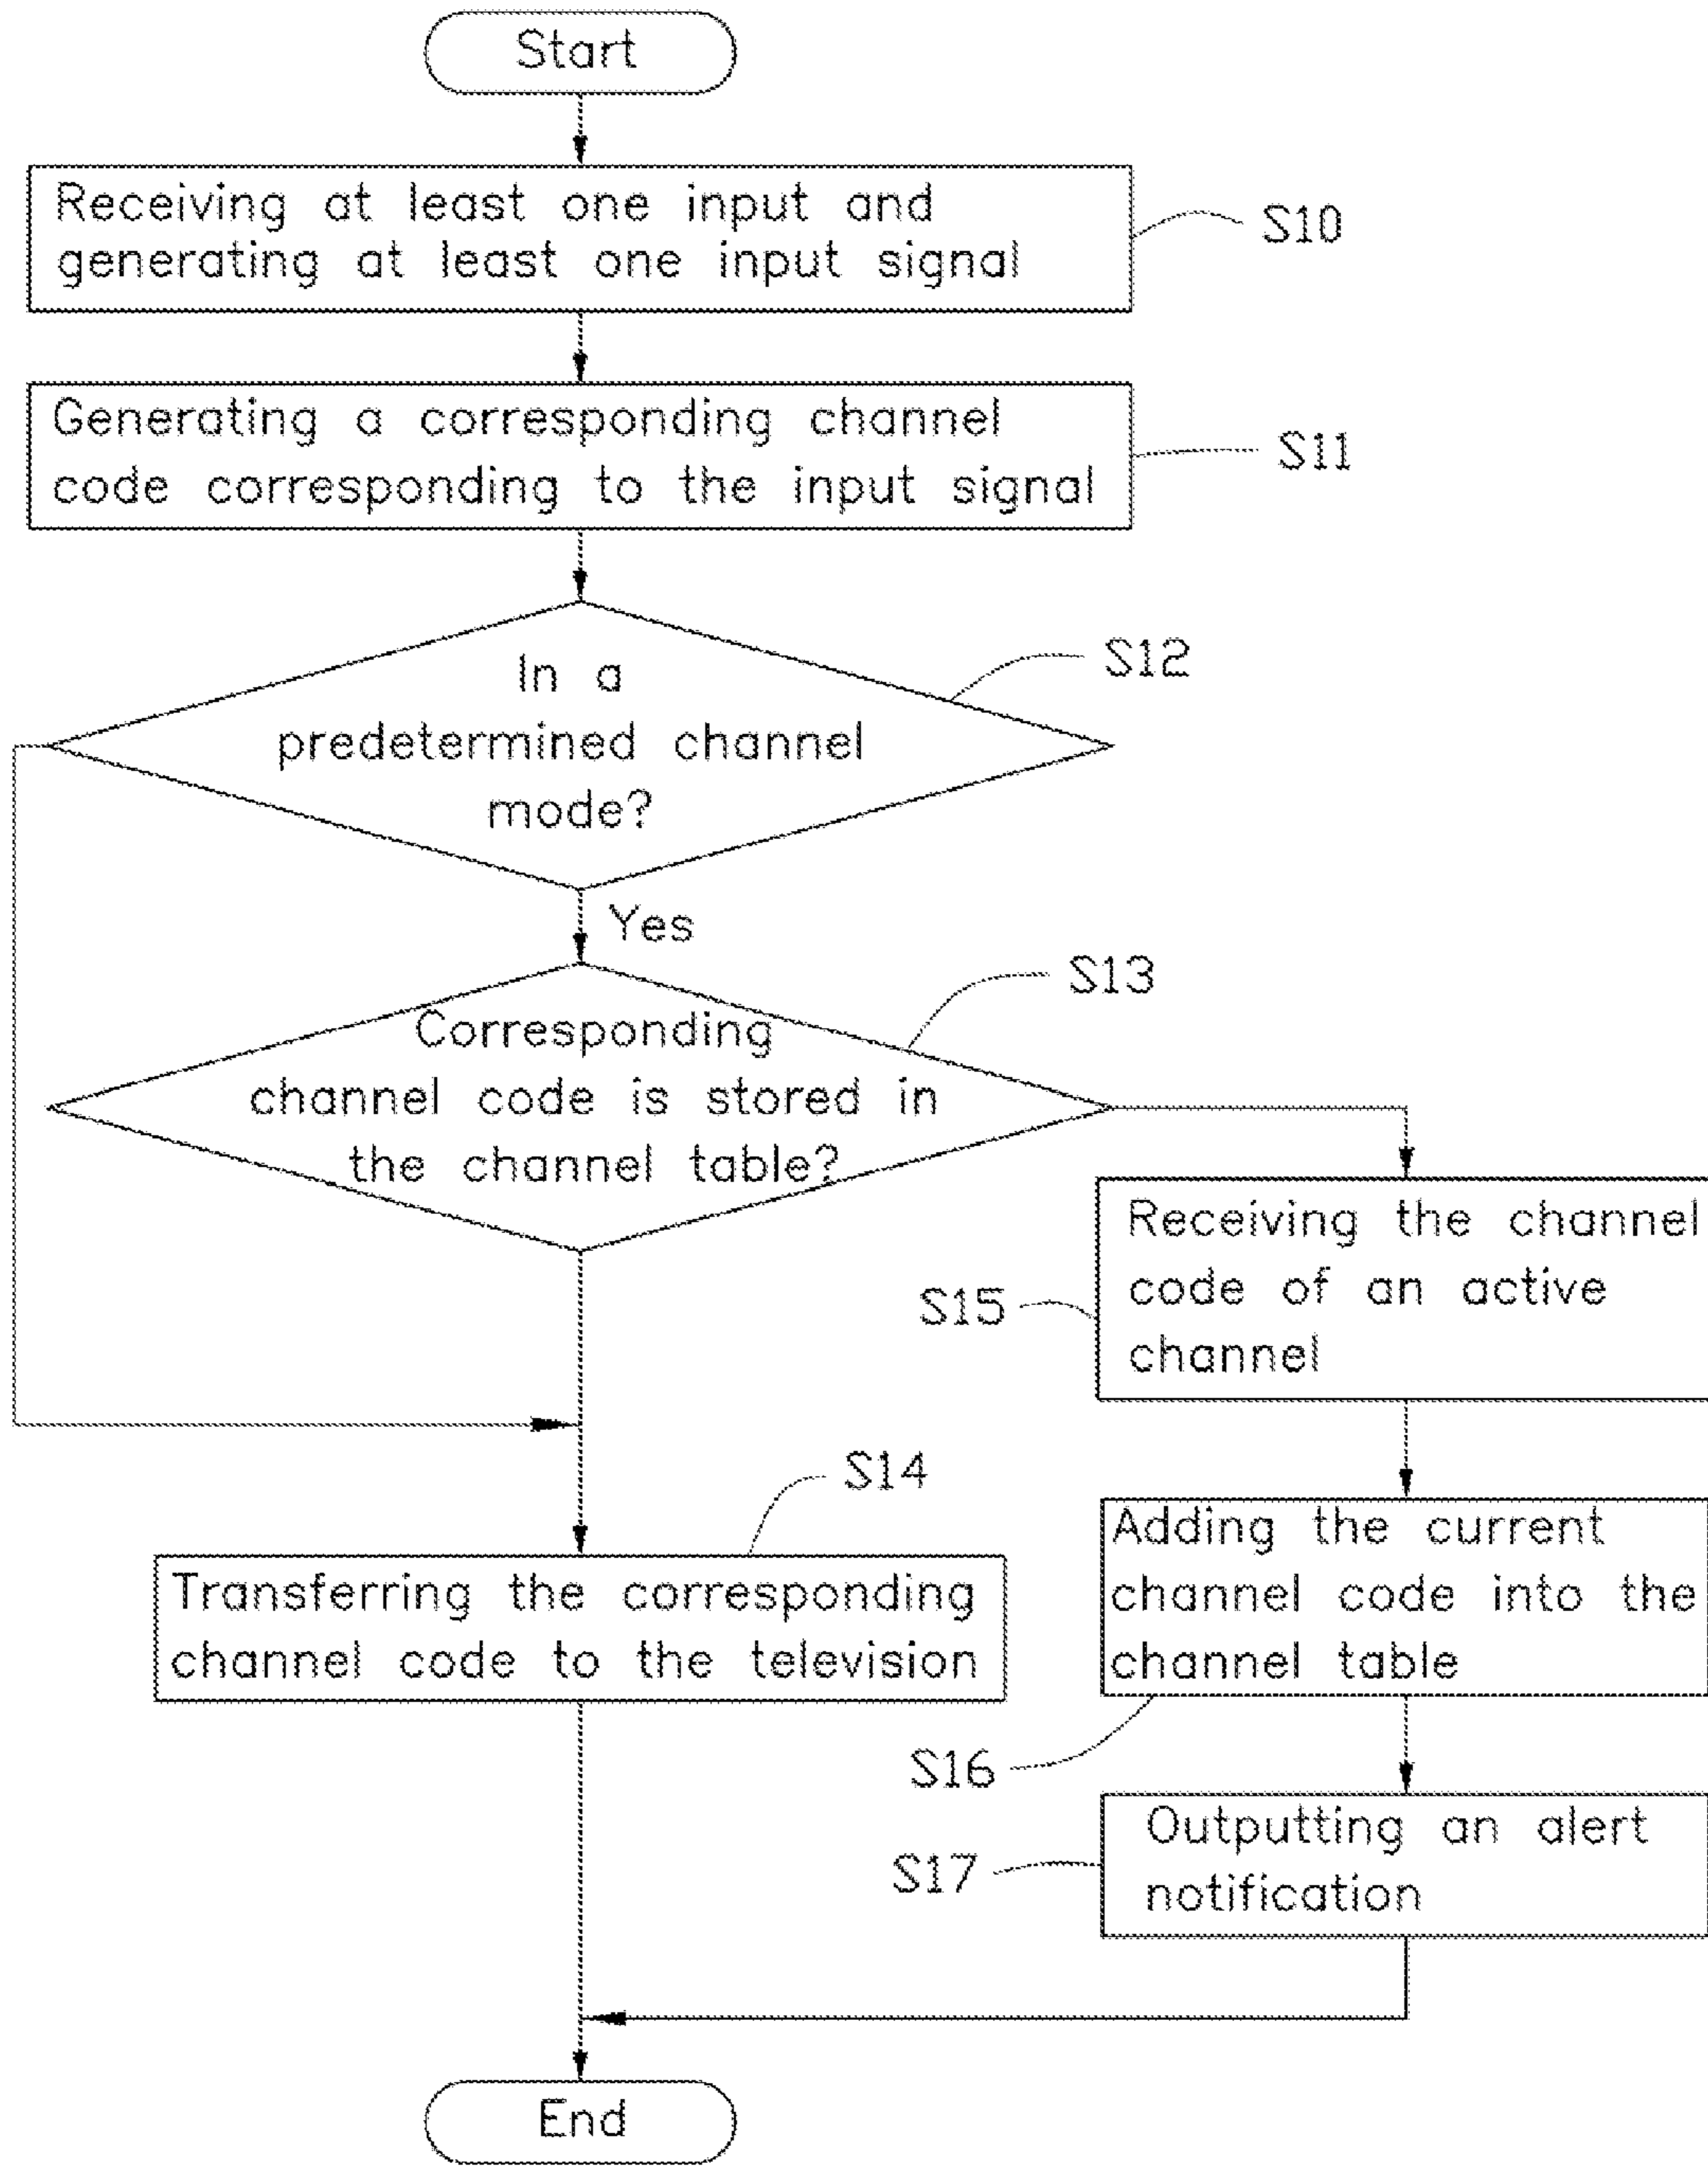 Start
Receiving at least one input and
generating at least one input signal
S10
Generating a corresponding channel
code corresponding to the input signal
S11
In a
predetermined channel
mode?
S12
Yes
Corresponding
channel code is stored in
the channel table?
S13
Receiving the channel
code of an active
channel
S15
S14
Transferring the corresponding
channel code to the television
Adding the current
channel code into the
channel table
S16
Outputting an alert
notification
S17
End